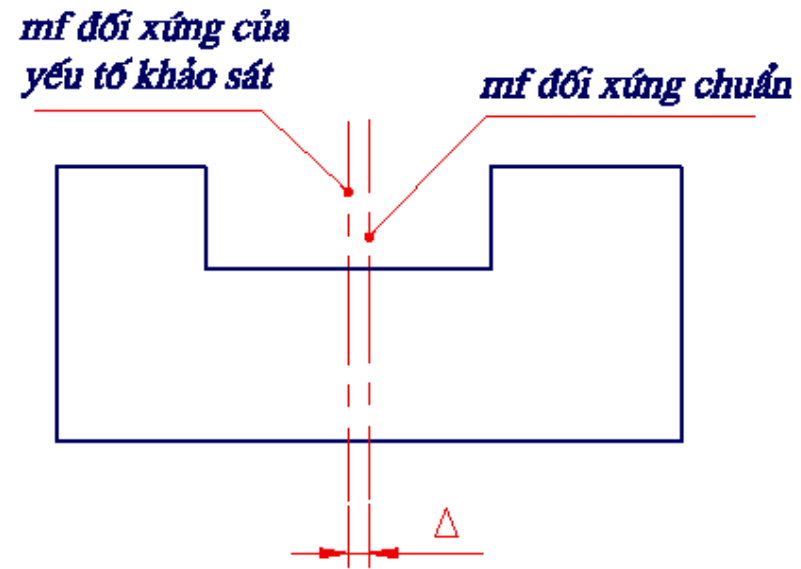 mf đối xứng của
yếu tố khảo sát
mf đối xứng chuẩn
Δ